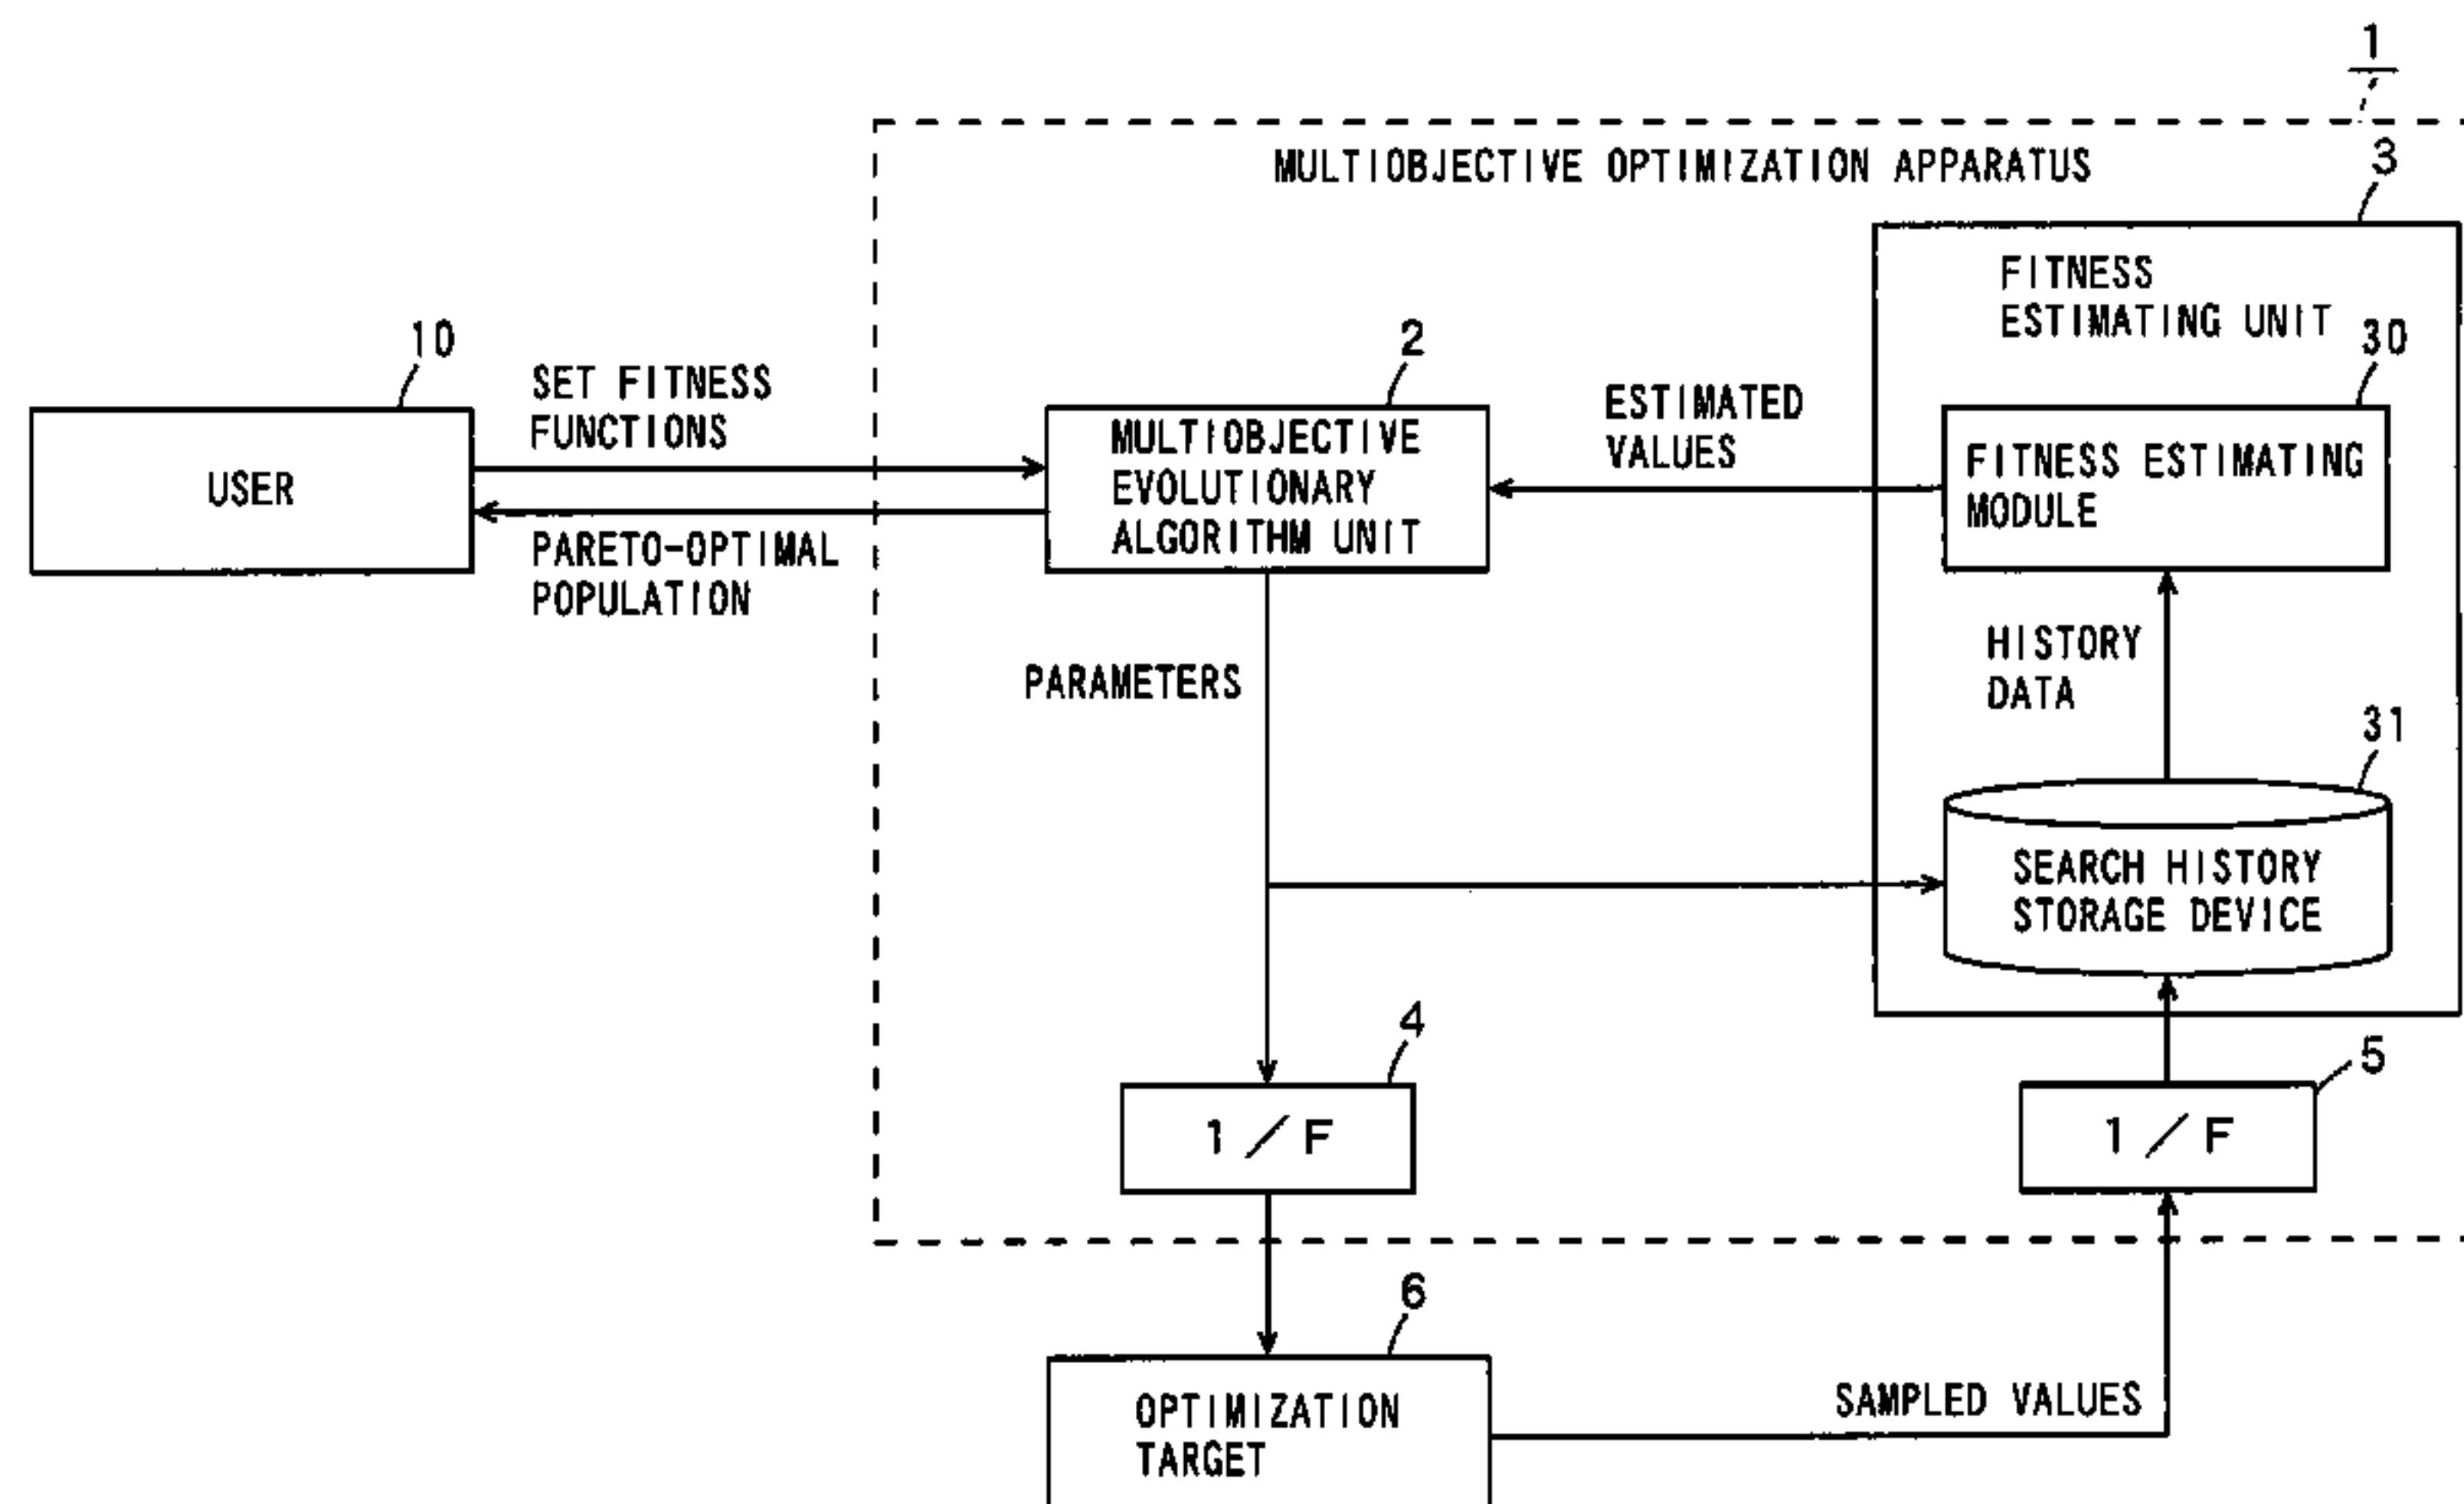 1
MULTIOBJECTIVE OPTIMIZATION APPARATUS
3
FITNESS
ESTIMATING UNIT
10
2
30
SET FITNESS
FUNCTIONS
ESTIMATED
VALUES
USER
MULTIOBJECTIVE
EVOLUTIONARY
ALGORITHM UNIT
FITNESS ESTIMATING
MODULE
PARETO-OPTIMAL
POPULATION
PARAMETERS
HISTORY
DATA
31
SEARCH HISTORY
STORAGE DEVICE
4
5
1/F
1/F
6
OPTIMIZATION
TARGET
SAMPLED VALUES